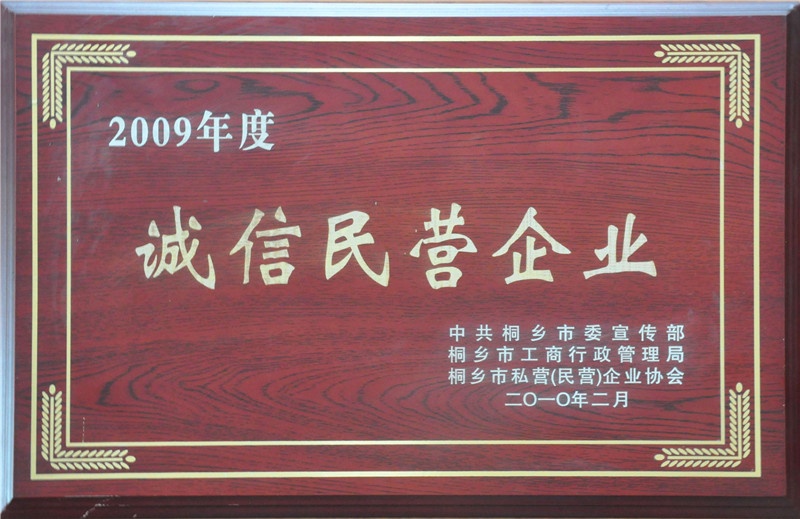 2009年度
诚信民营企业
中共桐乡市委宣传部
桐乡市工商行政管理局
桐乡市私营(民营)企业协会
二〇一〇年二月